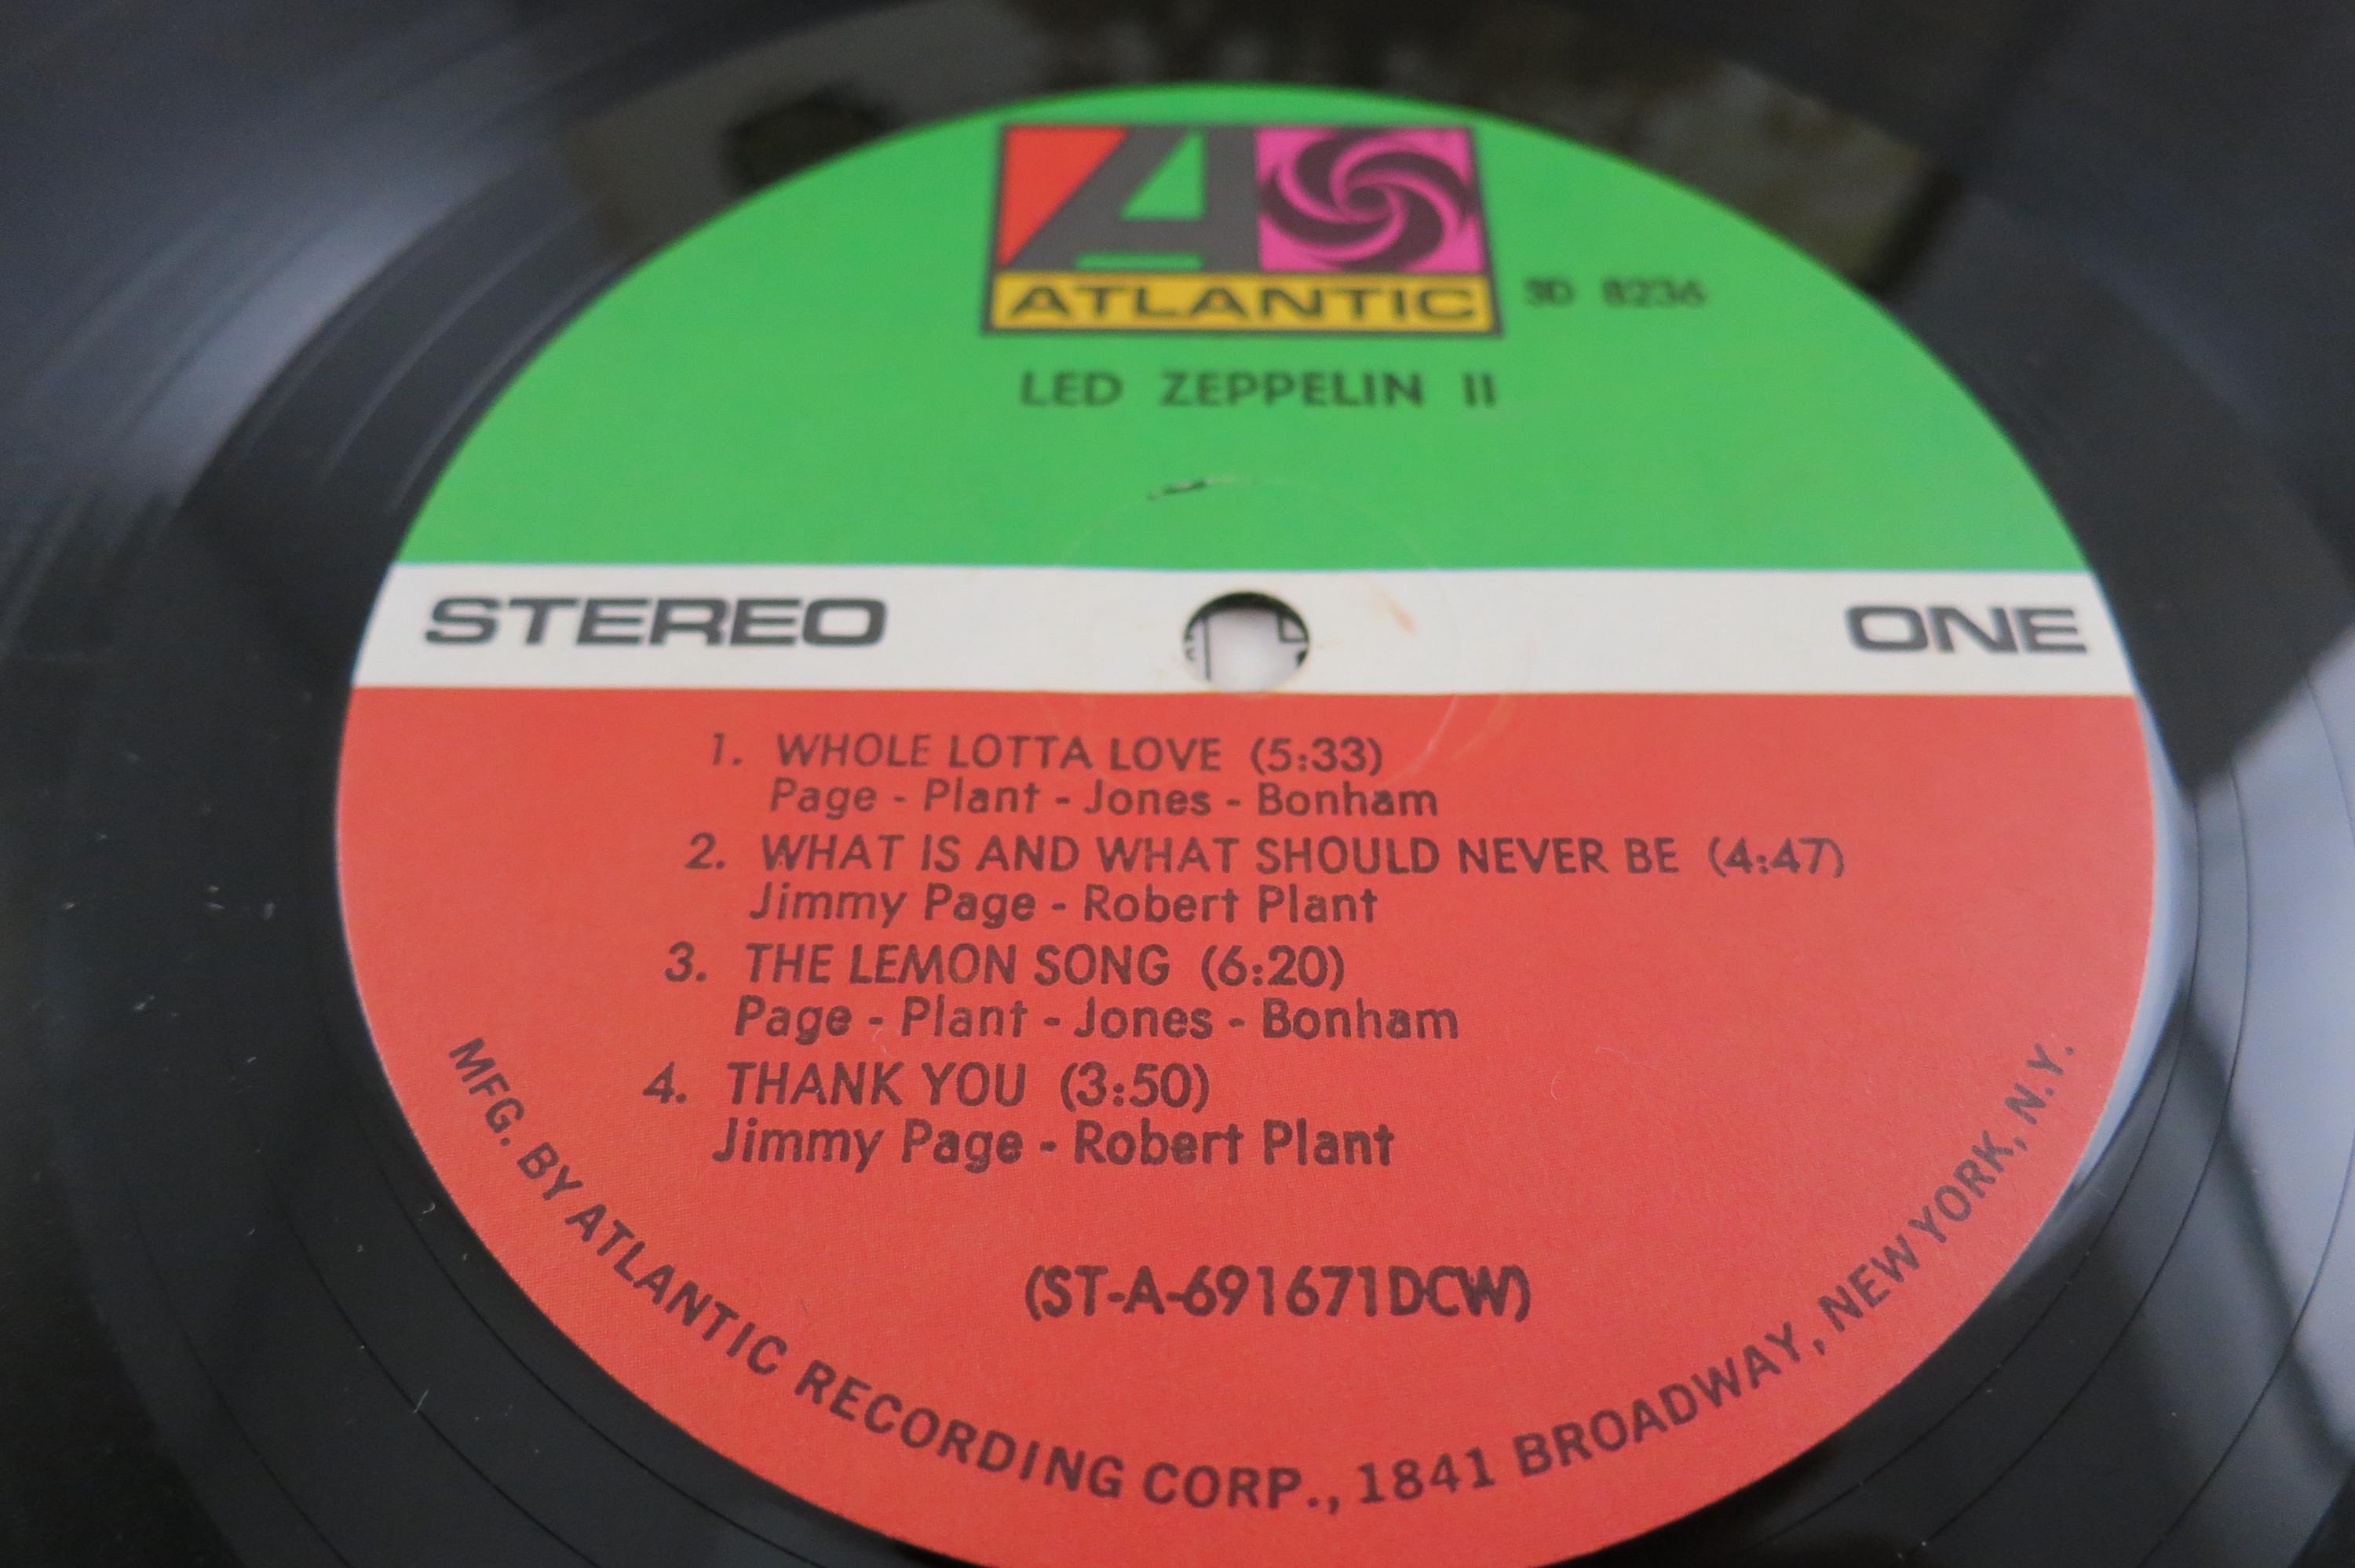 ATLANTIC
SD 8236
LED ZEPPELIN II
STEREO
ONE
1. WHOLE LOTTA LOVE (5:33)
Page - Plant - Jones - Bonham
2. WHAT IS AND WHAT SHOULD NEVER BE (4:47)
Jimmy Page - Robert Plant
3. THE LEMON SONG (6:20)
Page - Plant - Jones - Bonham
4. THANK YOU (3:50)
Jimmy Page - Robert Plant
(ST-A-691671DCW)
MFG. BY ATLANTIC RECORDING CORP., 1841 BROADWAY, NEW YORK, N.Y.